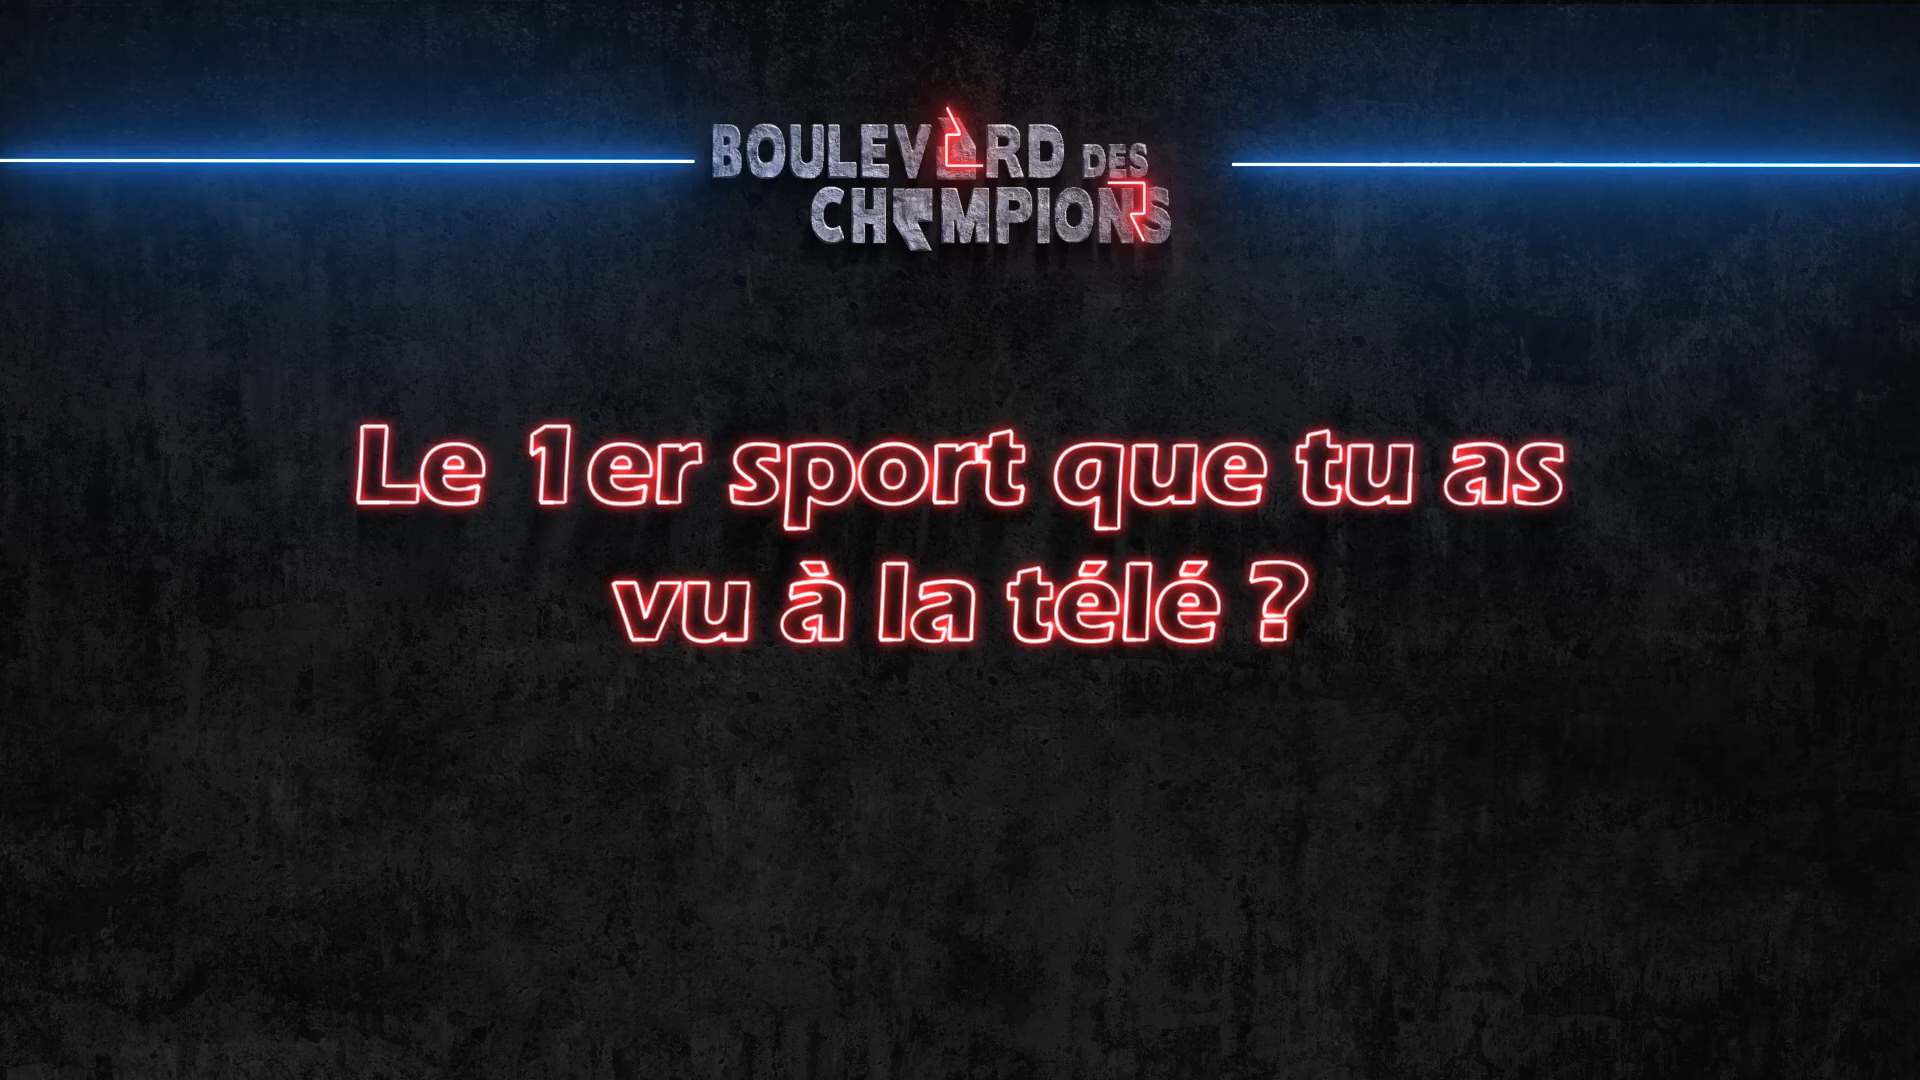 BOULEVARD DES
CHAMPIONS
Le 1er sport que tu as
vu à la télé ?